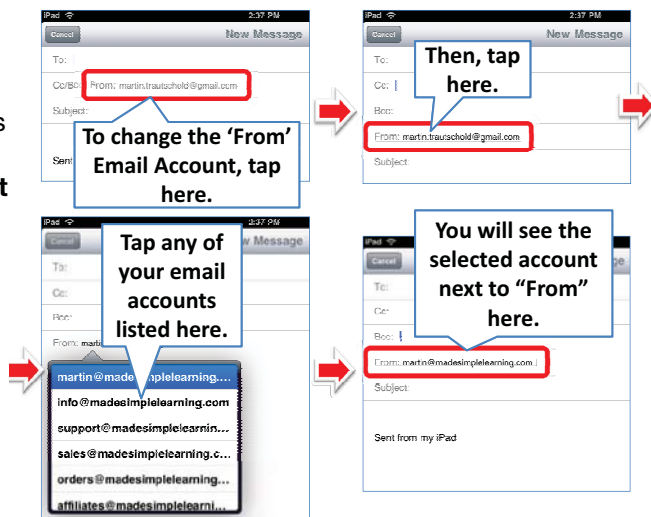 iPad 2:37 PM
Cancel New Message
To:
Cc/Bcc: From: martin.trautschold@gmail.com
Subject:
To change the ‘From’
Email Account, tap
here.
Sent
s
t
iPad 2:37 PM
Cancel New Message
To:
Then, tap
here.
Cc:
Bcc:
From: martin.trautschold@gmail.com
Subject:
iPad 2:37 PM
Cancel w Message
Tap any of
your email
accounts
listed here.
To:
Cc:
Bcc:
From: marti
martin@madesimplelearning....
info@madesimplelearning.com
support@madesimplelearnin...
sales@madesimplelearning.c...
orders@madesimplelearning...
affiliates@madesimplelearni...
You will see the
selected account
next to “From”
here.
iPad
Cancel ge
To:
Cc:
Bcc:
From: martin@madesimplelearning.com
Subject:
Sent from my iPad